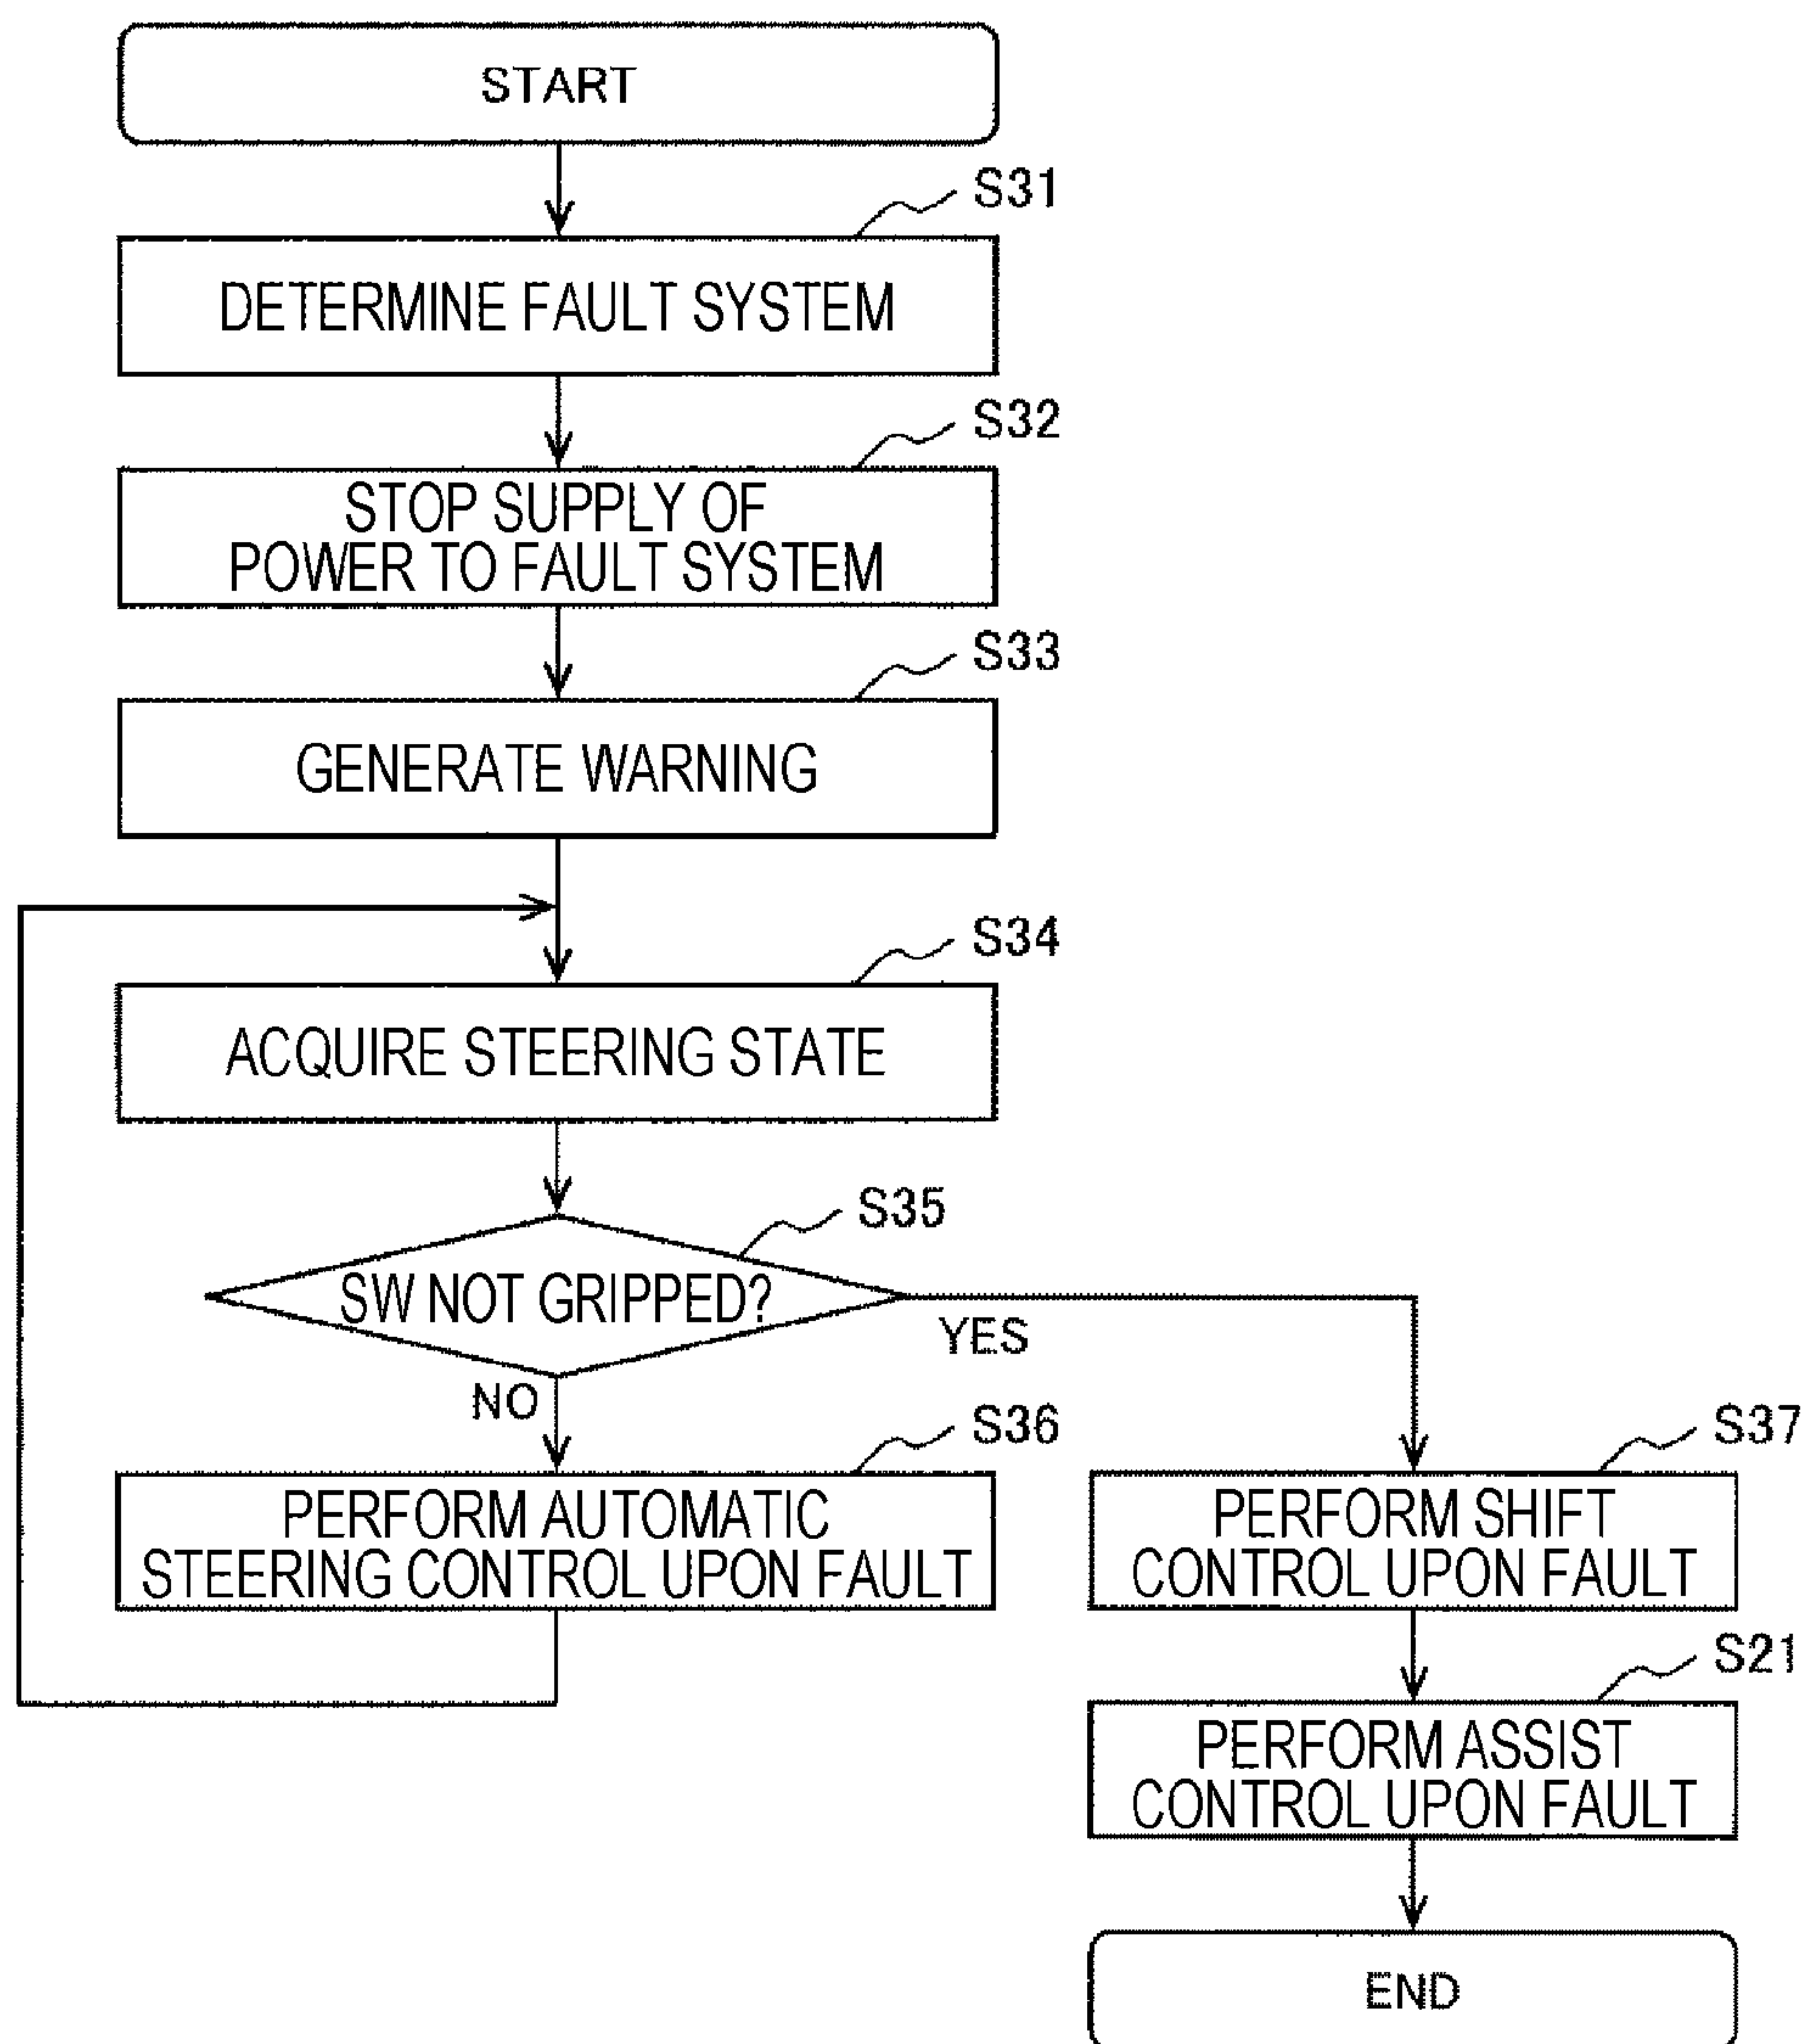 START
S31
DETERMINE FAULT SYSTEM
S32
STOP SUPPLY OF
POWER TO FAULT SYSTEM
S33
GENERATE WARNING
S34
ACQUIRE STEERING STATE
S35
SW NOT GRIPPED?
YES
NO
S36
PERFORM AUTOMATIC
STEERING CONTROL UPON FAULT
S37
PERFORM SHIFT
CONTROL UPON FAULT
S21
PERFORM ASSIST
CONTROL UPON FAULT
END